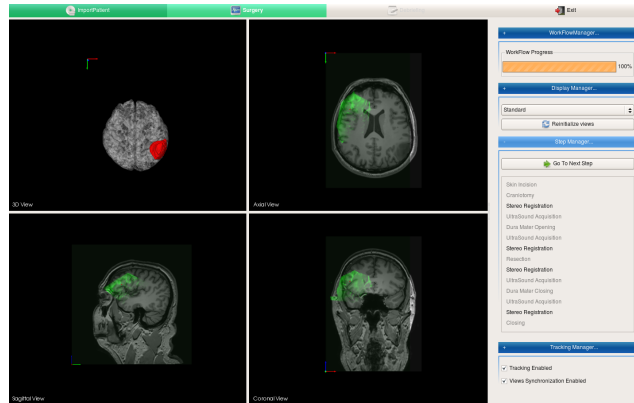 ImportPatient
Surgery
Exit
WorkFlowManager...
WorkFlow Progress
100%
Display Manager...
Standard
Reinitialize views
Step Manager...
Go To Next Step
Skin Incision
Craniotomy
Stereo Registration
UltraSound Acquisition
Dura Mater Opening
UltraSound Acquisition
Stereo Registration
Resection
Stereo Registration
UltraSound Acquisition
Dura Mater Closing
UltraSound Acquisition
Stereo Registration
Closing
Tracking Manager...
Tracking Enabled
Views Synchronization Enabled
3D View
Axial View
Sagittal View
Coronal View